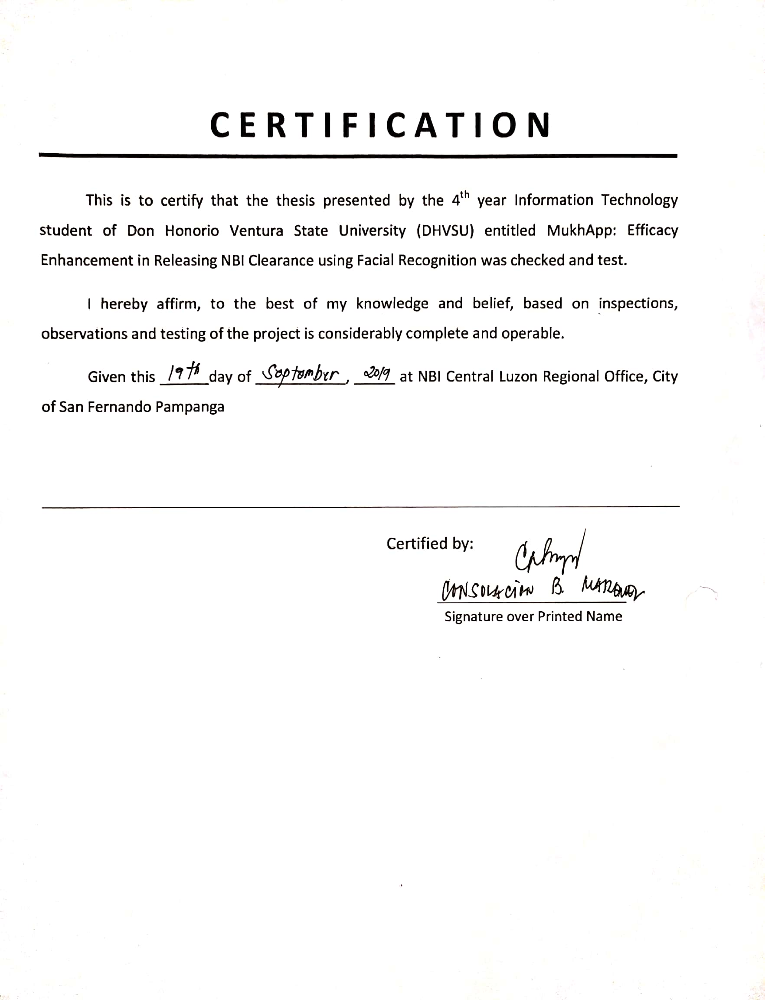 CERTIFICATION
This is to certify that the thesis presented by the 4th year Information Technology
student of Don Honorio Ventura State University (DHVSU) entitled MukhApp: Efficacy
Enhancement in Releasing NBI Clearance using Facial Recognition was checked and test.
I hereby affirm, to the best of my knowledge and belief, based on inspections,
observations and testing of the project is considerably complete and operable.
Given this 19th day of September, 2019 at NBI Central Luzon Regional Office, City
of San Fernando Pampanga
Certified by:
CONSOLACION B.
Signature over Printed Name